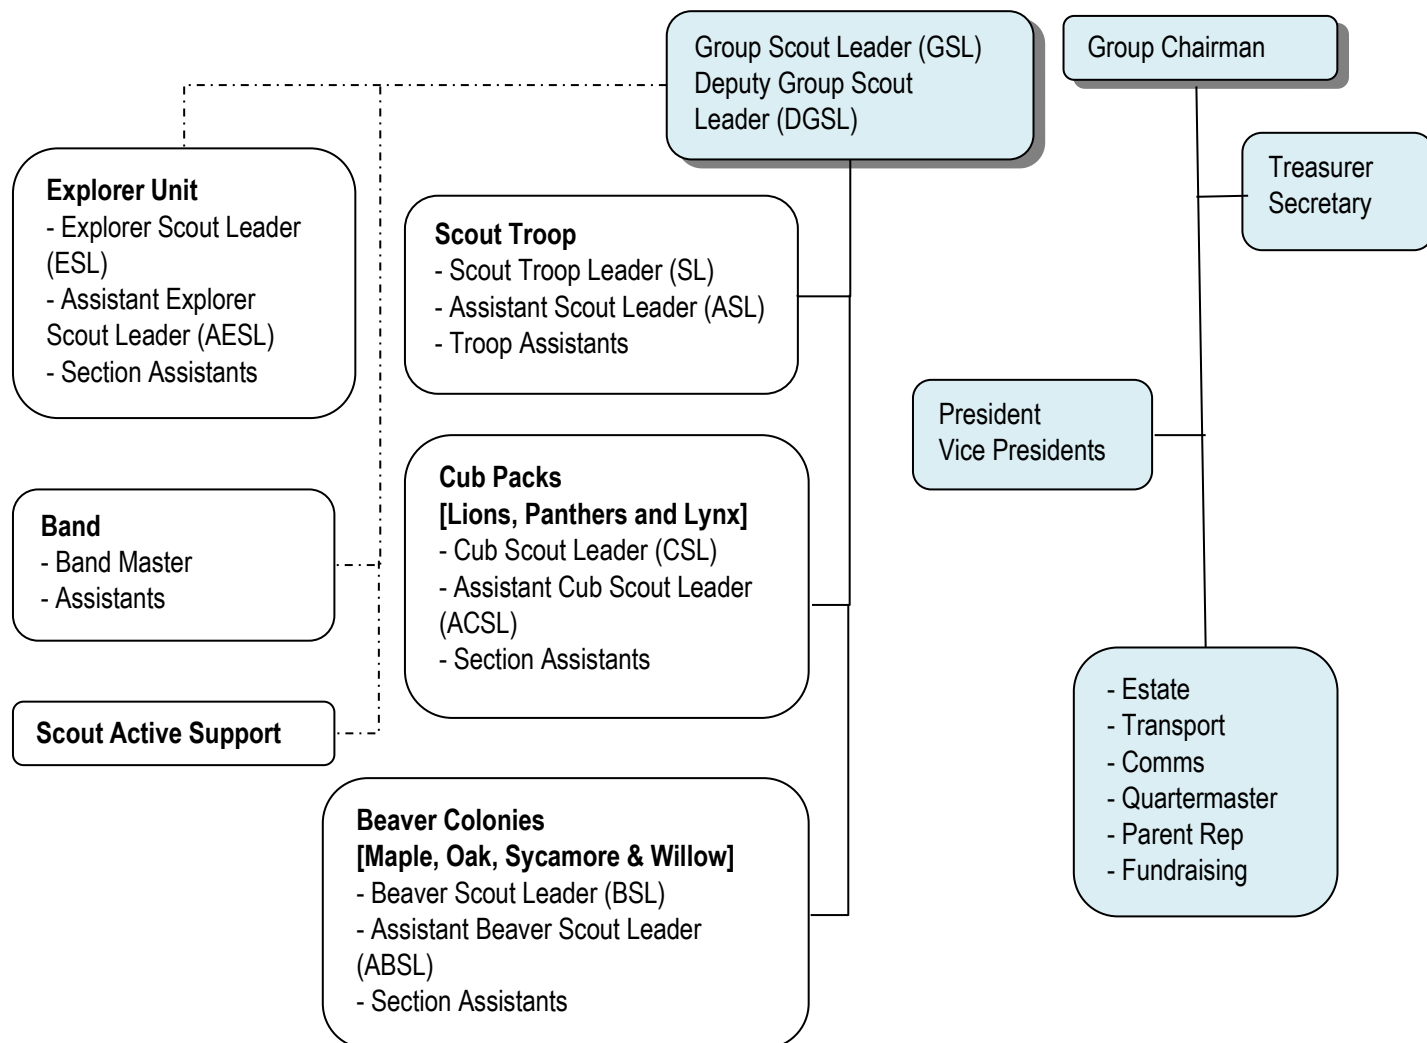 Group Scout Leader (GSL)
Deputy Group Scout
Leader (DGSL)
Group Chairman
Treasurer
Secretary
Explorer Unit
- Explorer Scout Leader
(ESL)
- Assistant Explorer
Scout Leader (AESL)
- Section Assistants
Scout Troop
- Scout Troop Leader (SL)
- Assistant Scout Leader (ASL)
- Troop Assistants
President
Vice Presidents
Band
- Band Master
- Assistants
Cub Packs
[Lions, Panthers and Lynx]
- Cub Scout Leader (CSL)
- Assistant Cub Scout Leader
(ACSL)
- Section Assistants
Scout Active Support
- Estate
- Transport
- Comms
- Quartermaster
- Parent Rep
- Fundraising
Beaver Colonies
[Maple, Oak, Sycamore & Willow]
- Beaver Scout Leader (BSL)
- Assistant Beaver Scout Leader
(ABSL)
- Section Assistants